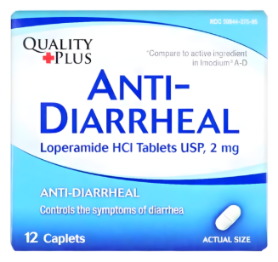 QUALITY
PLUS
*Compare to active ingredient
in Imodium® A-D
ANTI-
DIARRHEAL
Loperamide HCl Tablets USP, 2 mg
ANTI-DIARRHEAL
Controls the symptoms of diarrhea
12 Caplets
ACTUAL SIZE